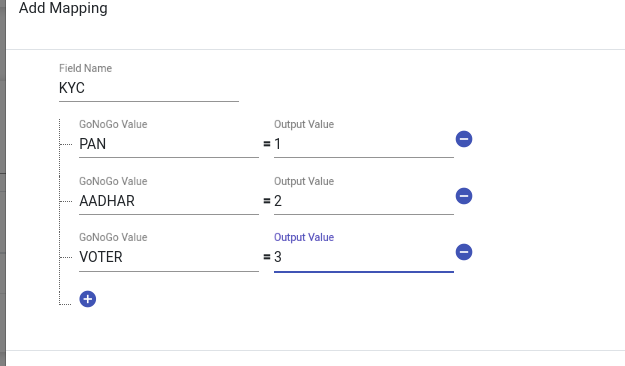 Add Mapping
Field Name
KYC
GoNoGo Value Output Value
PAN = 1
GoNoGo Value Output Value
AADHAR = 2
GoNoGo Value Output Value
VOTER = 3